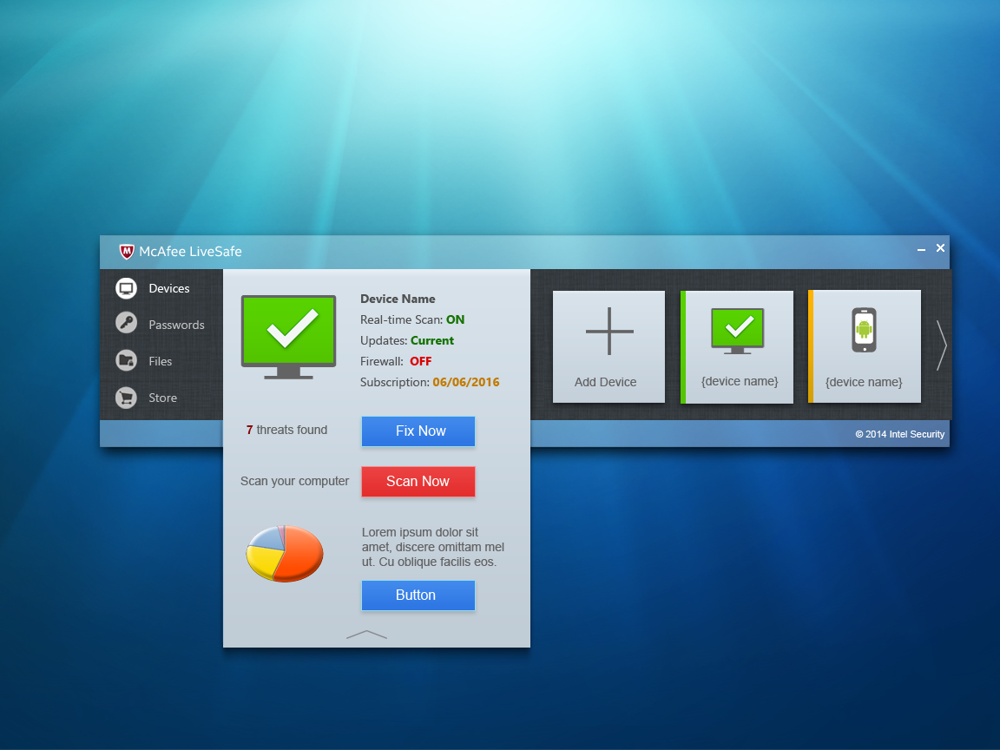 McAfee LiveSafe
Devices
Passwords
Files
Store
Device Name
Real-time Scan: ON
Updates: Current
Firewall: OFF
Subscription: 06/06/2016
7 threats found
Fix Now
Scan your computer
Scan Now
Lorem ipsum dolor sit
amet, discere omittam mel
ut. Cu oblique facilis eos.
Button
Add Device
{device name}
{device name}
© 2014 Intel Security